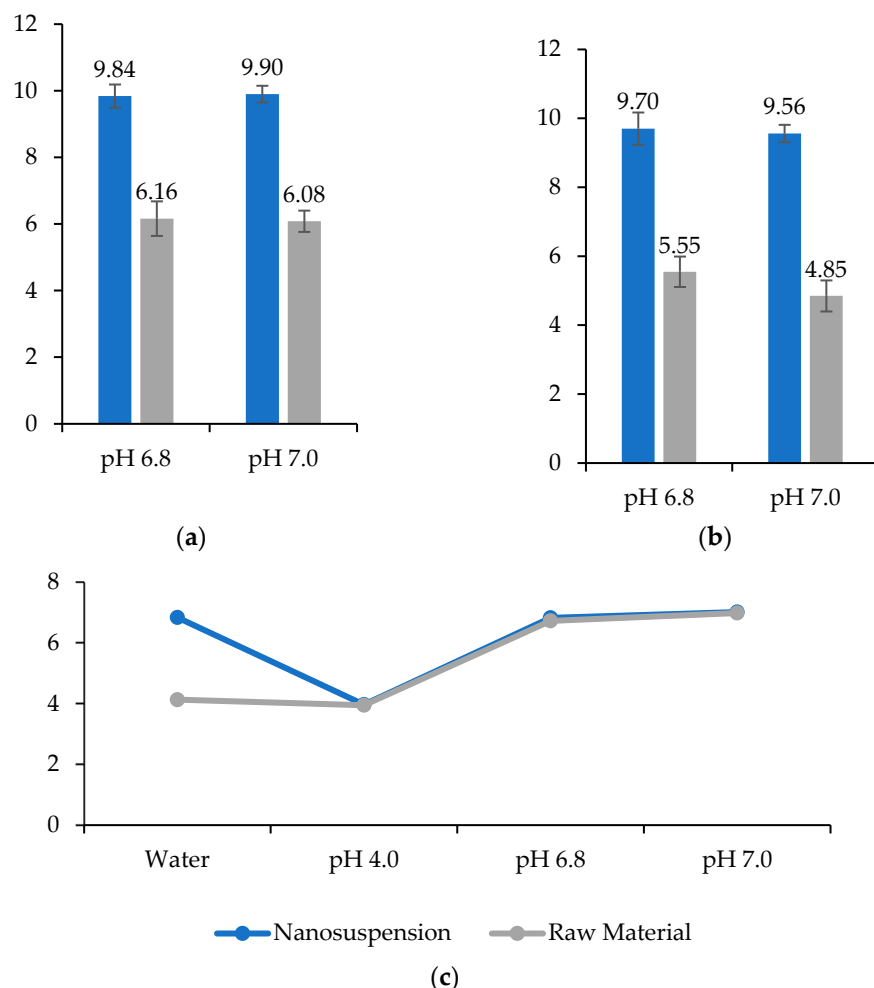 12
10
8
6
4
2
0
9.84
9.90
6.16
6.08
pH 6.8
pH 7.0
(a)
12
10
8
6
4
2
0
9.70
9.56
5.55
4.85
pH 6.8
pH 7.0
(b)
8
6
4
2
0
Water
pH 4.0
pH 6.8
pH 7.0
Nanosuspension
Raw Material
(c)